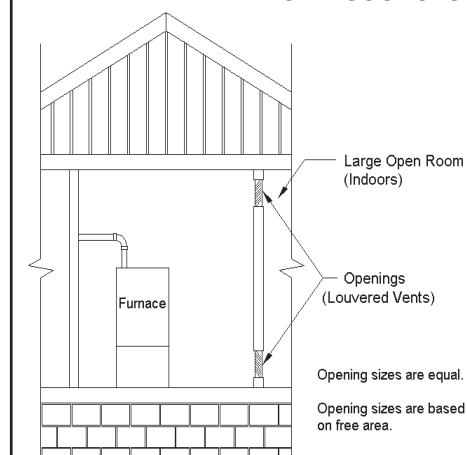 Large Open Room
(Indoors)
Furnace
Openings
(Louvered Vents)
Opening sizes are equal.
Opening sizes are based
on free area.